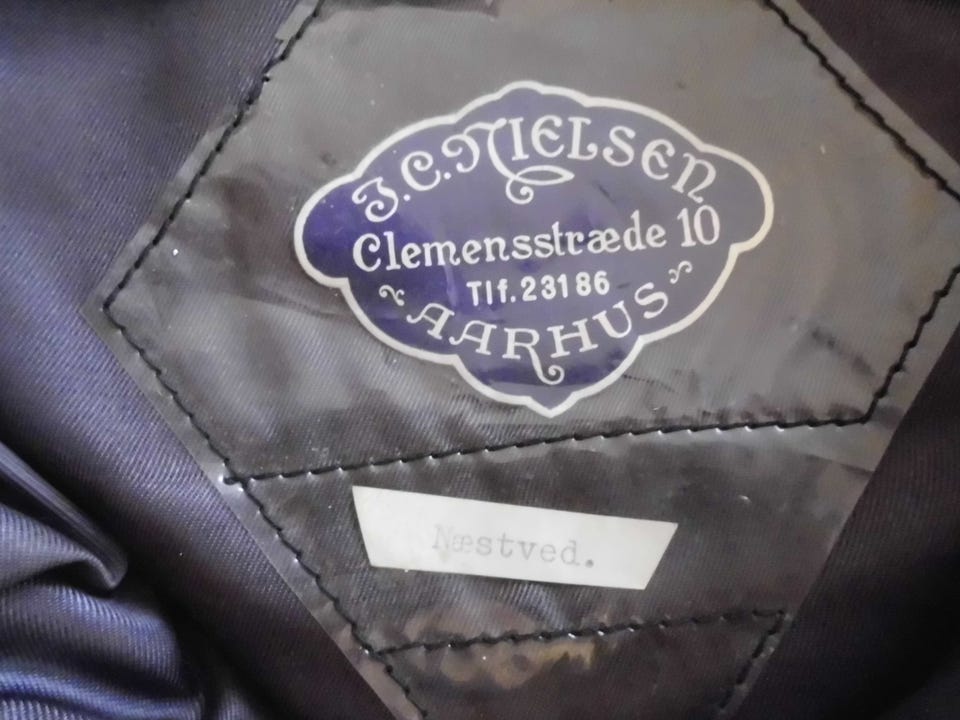 J.C. NIELSEN
Clemensstræde 10
Tlf. 23186
AARHUS
Næstved.